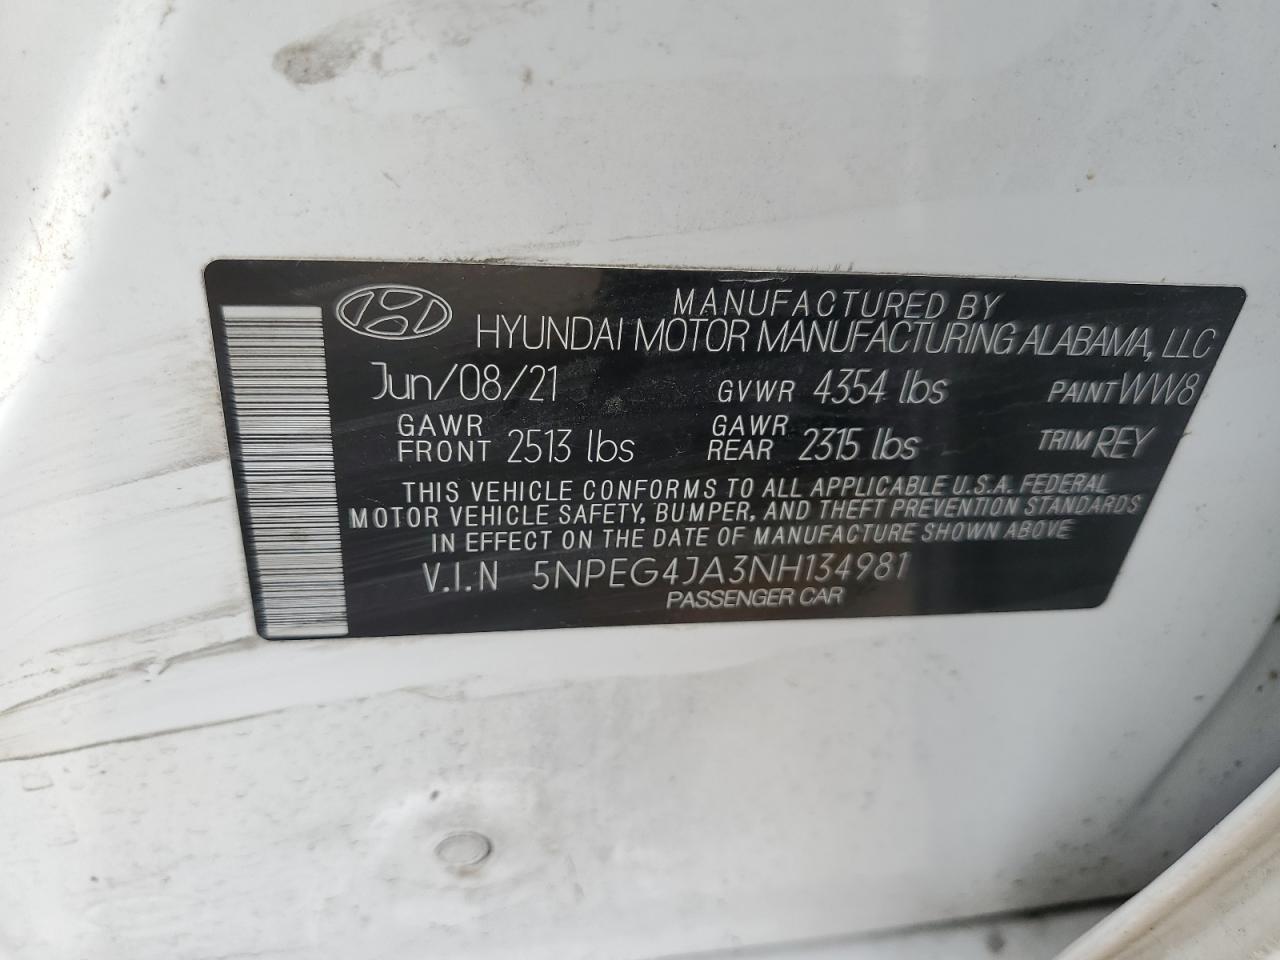 MANUFACTURED BY
HYUNDAI MOTOR MANUFACTURING ALABAMA, LLC
Jun/08/21 GVWR 4354 lbs PAINT WW8
GAWR FRONT 2513 lbs GAWR REAR 2315 lbs TRIM REY
THIS VEHICLE CONFORMS TO ALL APPLICABLE U.S.A. FEDERAL
MOTOR VEHICLE SAFETY, BUMPER, AND THEFT PREVENTION STANDARDS
IN EFFECT ON THE DATE OF MANUFACTURE SHOWN ABOVE
V.I.N 5NPEG4JA3NH134981
PASSENGER CAR